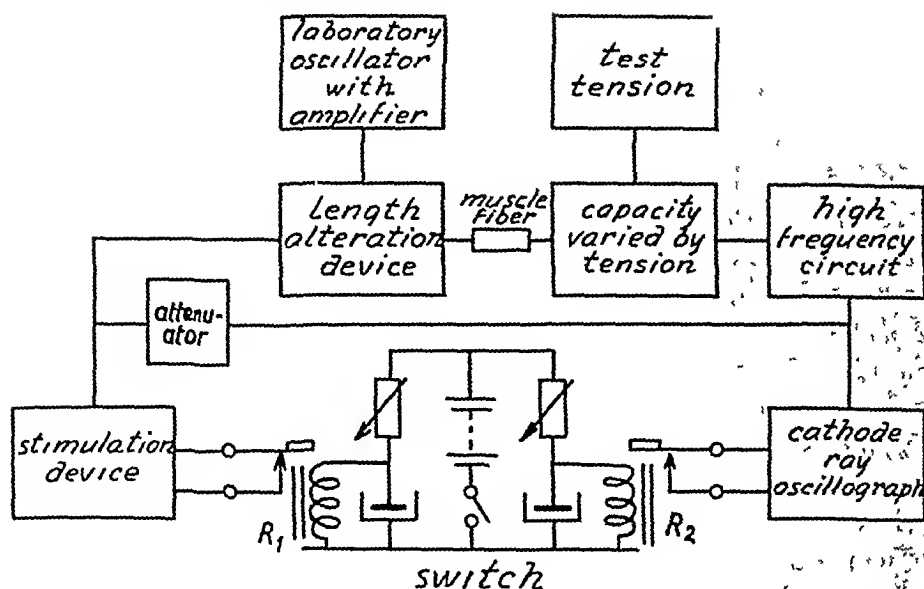 laboratory
oscillator
with
amplifier
test
tension
Length
alteration
device
muscle
fiber
capacity
varied by
tension
high
frequency
circuit
attenu-
ator
stimulation
device
cathode
ray
oscillograph
R1
R2
switch